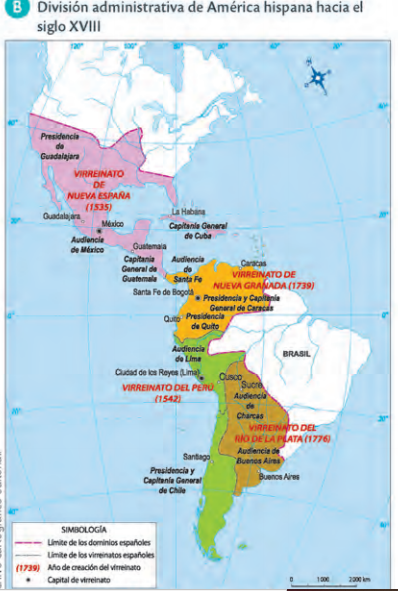 B División administrativa de América hispana hacia el
siglo XVIII
Presidencia
de
Guadalajara
VIRREINATO
DE
NUEVA ESPAÑA
(1535)
Guadalajara
México
Audiencia
de México
La Habana
Capitanía General
de Cuba
Guatemala
Capitanía
General de
Guatemala
Audiencia
de
Santa Fe
Caracas
VIRREINATO DE
NUEVA GRANADA (1739)
Santa Fe de Bogotá
Presidencia y Capitanía
General de Caracas
Quito
Presidencia
de Quito
Audiencia
de Lima
BRASIL
Ciudad de los Reyes (Lima)
VIRREINATO DEL PERÚ
(1542)
Cusco
Sucre
Audiencia
de
Charcas
VIRREINATO DEL
RÍO DE LA PLATA (1776)
Audiencia de
Buenos Aires
Santiago
Buenos Aires
Presidencia y
Capitanía General
de Chile
SIMBOLOGÍA
Límite de los dominios españoles
Límite de los virreinatos españoles
(1739) Año de creación del virreinato
Capital de virreinato
0 1000 2000 km